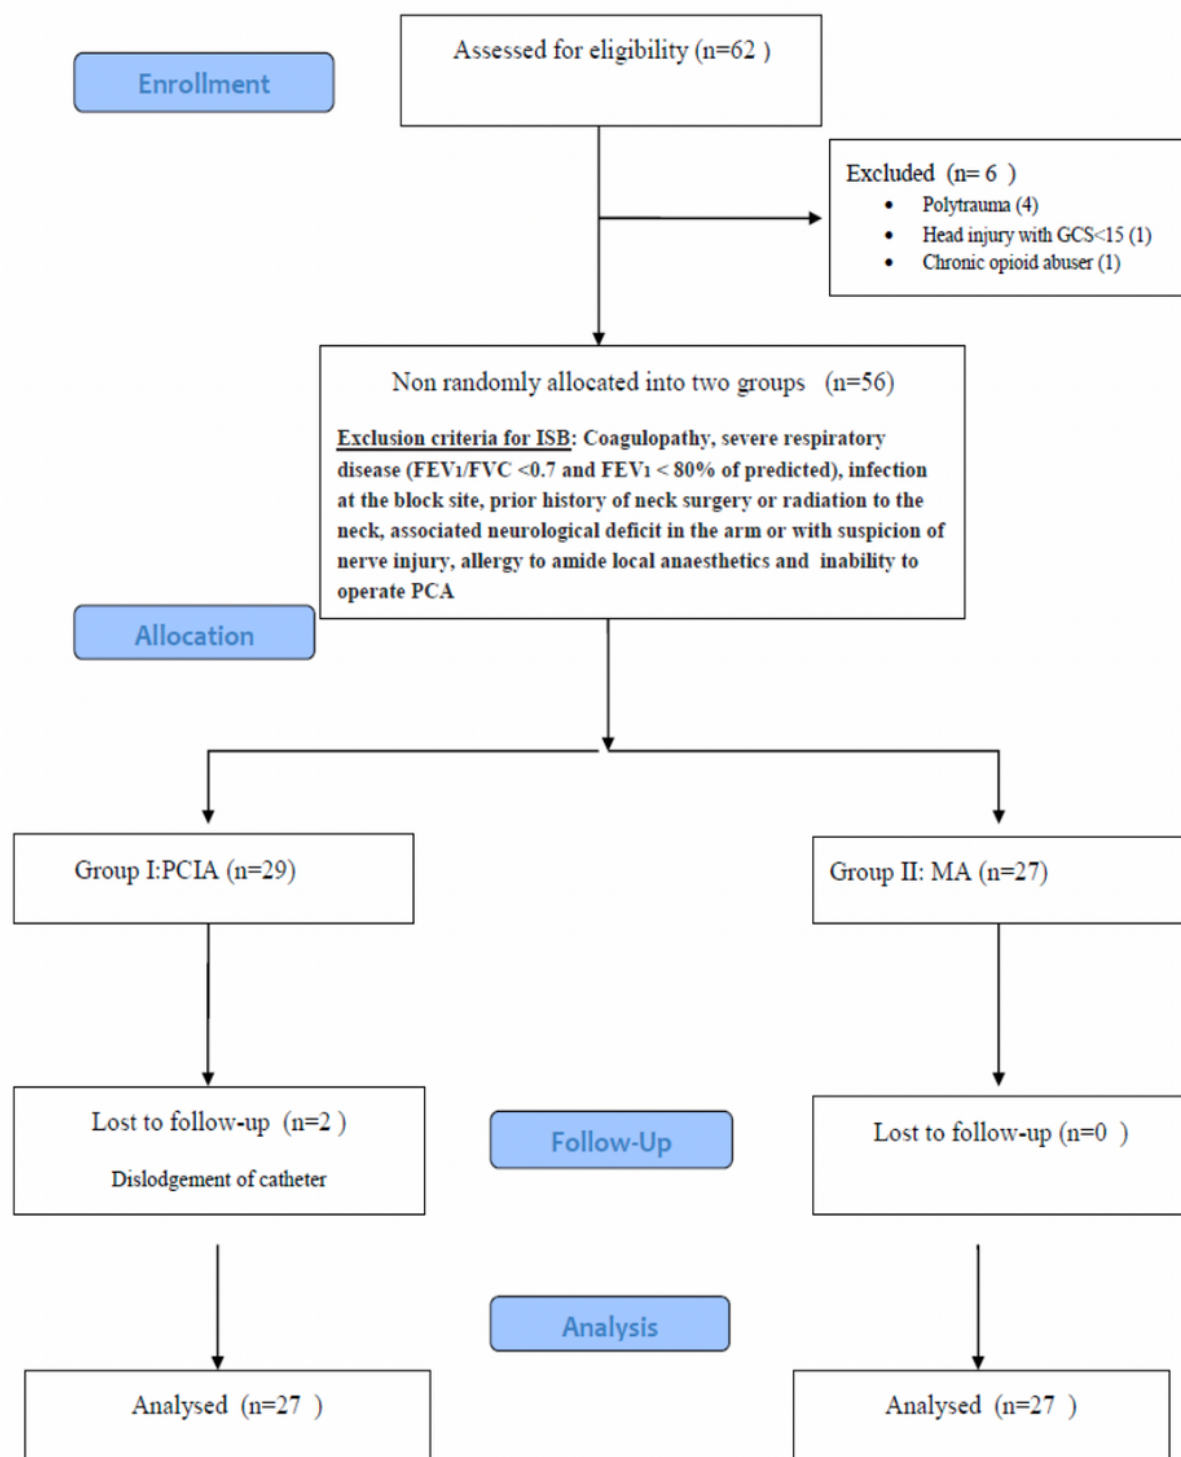 Assessed for eligibility (n=62 )
Enrollment
Excluded (n= 6 )
• Polytrauma (4)
• Head injury with GCS<15 (1)
• Chronic opioid abuser (1)
Non randomly allocated into two groups (n=56)
Exclusion criteria for ISB: Coagulopathy, severe respiratory
disease (FEV1/FVC <0.7 and FEV1 < 80% of predicted), infection
at the block site, prior history of neck surgery or radiation to the
neck, associated neurological deficit in the arm or with suspicion of
nerve injury, allergy to amide local anaesthetics and inability to
operate PCA
Allocation
Group I:PCIA (n=29)
Group II: MA (n=27)
Lost to follow-up (n=2 )
Dislodgement of catheter
Follow-Up
Lost to follow-up (n=0 )
Analysis
Analysed (n=27 )
Analysed (n=27 )